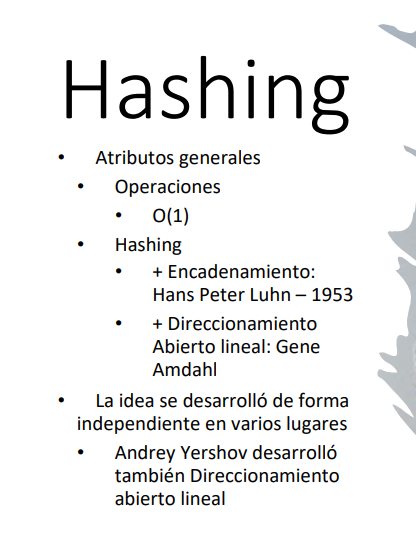 Hashing
• Atributos generales
• Operaciones
• O(1)
• Hashing
• + Encadenamiento:
Hans Peter Luhn – 1953
• + Direccionamiento
Abierto lineal: Gene
Amdahl
• La idea se desarrolló de forma
independiente en varios lugares
• Andrey Yershov desarrolló
también Direccionamiento
abierto lineal